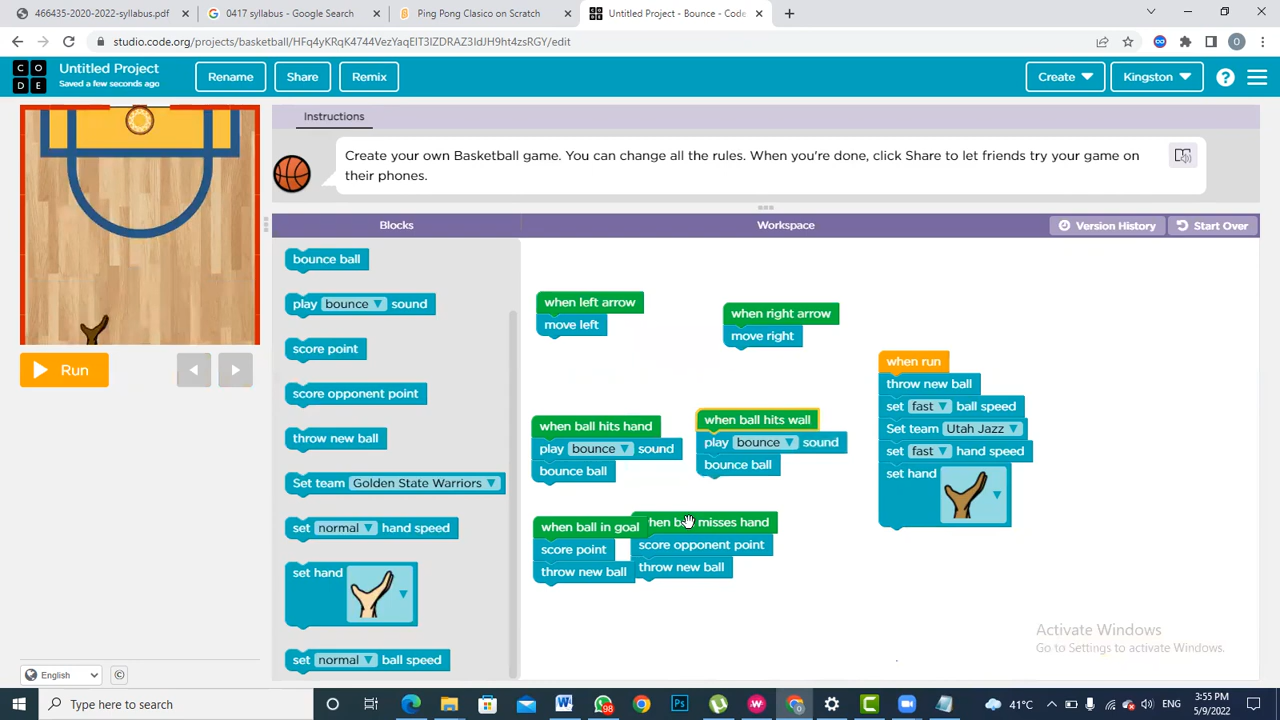 466435-2020-2022-syllabus.pdf
0417 syllabus - Google Search
Ping Pong Clasico on Scratch
Untitled Project - Bounce - Code
studio.code.org/projects/basketball/HFq4yKRqK4744VezYaqEIT3IZDRAZ3IdJH9ht4zsRGY/edit
O
C O
D E
Untitled Project
Saved a few seconds ago
Rename
Share
Remix
Create
Kingston
?
Instructions
Create your own Basketball game. You can change all the rules. When you're done, click Share to let friends try your game on
their phones.
Blocks
Workspace
Version History
Start Over
bounce ball
play bounce sound
score point
score opponent point
throw new ball
Set team Golden State Warriors
set normal hand speed
set hand
set normal ball speed
when left arrow
move left
when right arrow
move right
when run
throw new ball
set fast ball speed
Set team Utah Jazz
set fast hand speed
set hand
when ball hits hand
play bounce sound
bounce ball
when ball hits wall
play bounce sound
bounce ball
when ball in goal
score point
throw new ball
misses hand
score opponent point
throw new ball
Run
Activate Windows
Go to Settings to activate Windows.
English
©
Type here to search
98
41°C
ENG
3:55 PM
5/9/2022